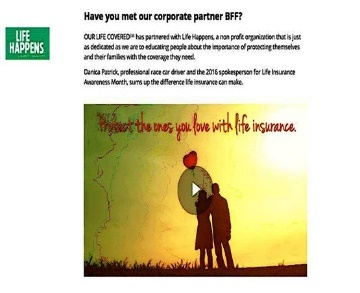 LIFE
HAPPENS
Have you met our corporate partner BFF?
OUR LIFE COVERED™ has partnered with Life Happens, a non profit organization that is just
as dedicated as we are to educating people about the importance of protecting themselves
and their families with the coverage they need.
Danica Patrick, professional race car driver and the 2016 spokesperson for Life Insurance
Awareness Month, sums up the difference life insurance can make.
Protect the ones you love with life insurance.